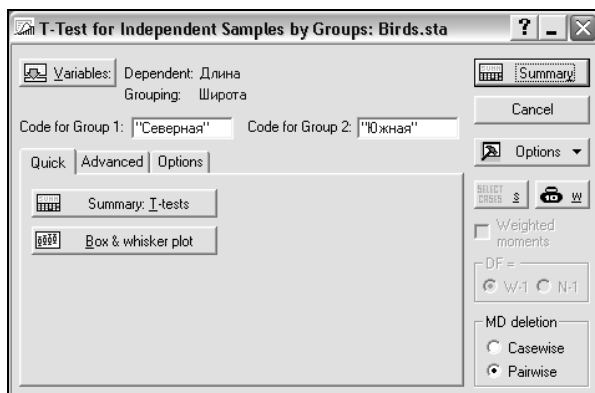 T-Test for Independent Samples by Groups: Birds.sta
Variables: Dependent: Длина
Grouping: Широта
Code for Group 1: "Северная" Code for Group 2: "Южная"
Quick Advanced Options
Summary: T-tests
Box & whisker plot
Summary
Cancel
Options
SELECT CASES S W
Weighted moments
DF =
W-1 N-1
MD deletion
Casewise
Pairwise